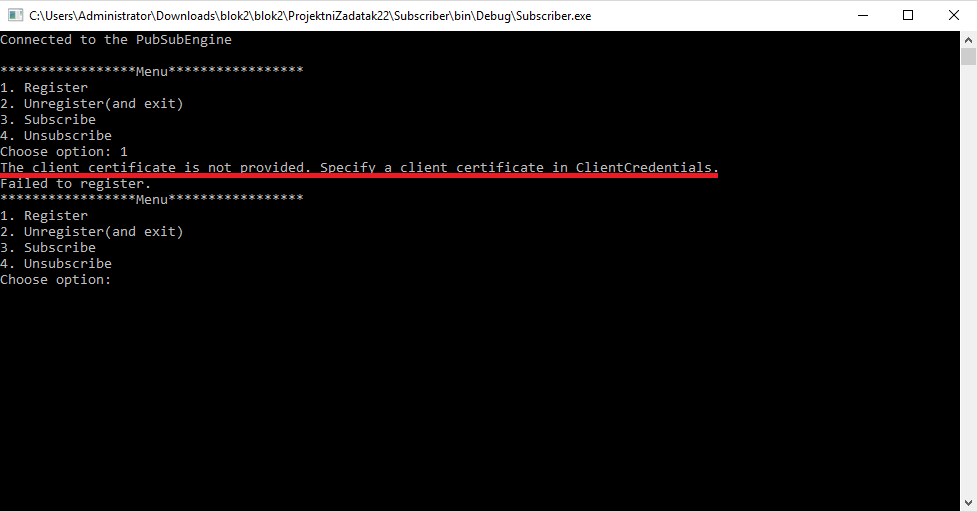 C:\Users\Administrator\Downloads\blok2\blok2\ProjektniZadatak22\Subscriber\bin\Debug\Subscriber.exe
Connected to the PubSubEngine
*****************Menu*****************
1. Register
2. Unregister(and exit)
3. Subscribe
4. Unsubscribe
Choose option: 1
The client certificate is not provided. Specify a client certificate in ClientCredentials.
Failed to register.
*****************Menu*****************
1. Register
2. Unregister(and exit)
3. Subscribe
4. Unsubscribe
Choose option: